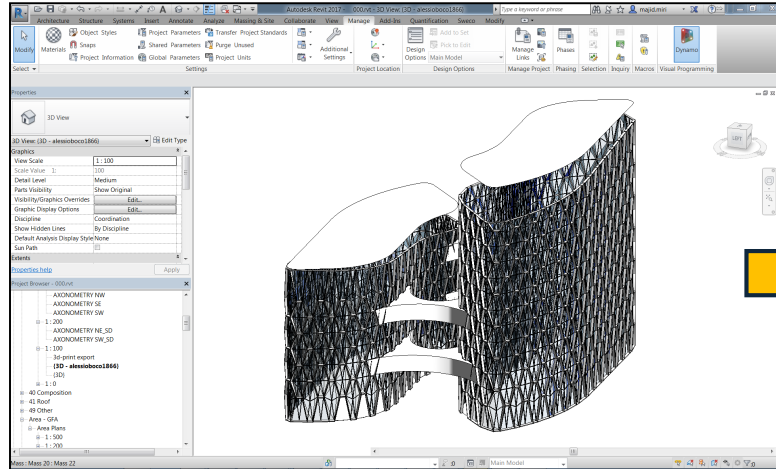 Autodesk Revit 2017 - 000.rvt - 3D View: {3D - alessioboco1866}
Type a keyword or phrase
majid.miri
Architecture Structure Systems Insert Annotate Analyze Massing & Site Collaborate View Manage Add-Ins Quantification Sweco Modify
Modify
Materials
Object Styles
Snaps
Project Information
Project Parameters
Shared Parameters
Global Parameters
Transfer Project Standards
Purge Unused
Project Units
Additional
Settings
Design
Options
Add to Set
Pick to Edit
Main Model
Manage
Links
Phases
Dynamo
Select
Settings
Project Location
Design Options
Manage Project
Phasing
Selection
Inquiry
Macros
Visual Programming
Properties
3D View
3D View: {3D - alessioboco1866}
Edit Type
Graphics
View Scale 1 : 100
Scale Value 1: 100
Detail Level Medium
Parts Visibility Show Original
Visibility/Graphics Overrides Edit...
Graphic Display Options Edit...
Discipline Coordination
Show Hidden Lines By Discipline
Default Analysis Display Style None
Sun Path
Extents
Properties help
Apply
Project Browser - 000.rvt
AXONOMETRY NW
AXONOMETRY SE
AXONOMETRY SW
1 : 200
AXONOMETRY NE_SD
AXONOMETRY SW_SD
1 : 100
3d-print export
{3D - alessioboco1866}
{3D}
1 : 0
40 Composition
41 Roof
49 Other
Area - GFA
Area Plans
1 : 500
1 : 200
LEFT
Mass : Mass 20 : Mass 22
:0
Main Model
:0